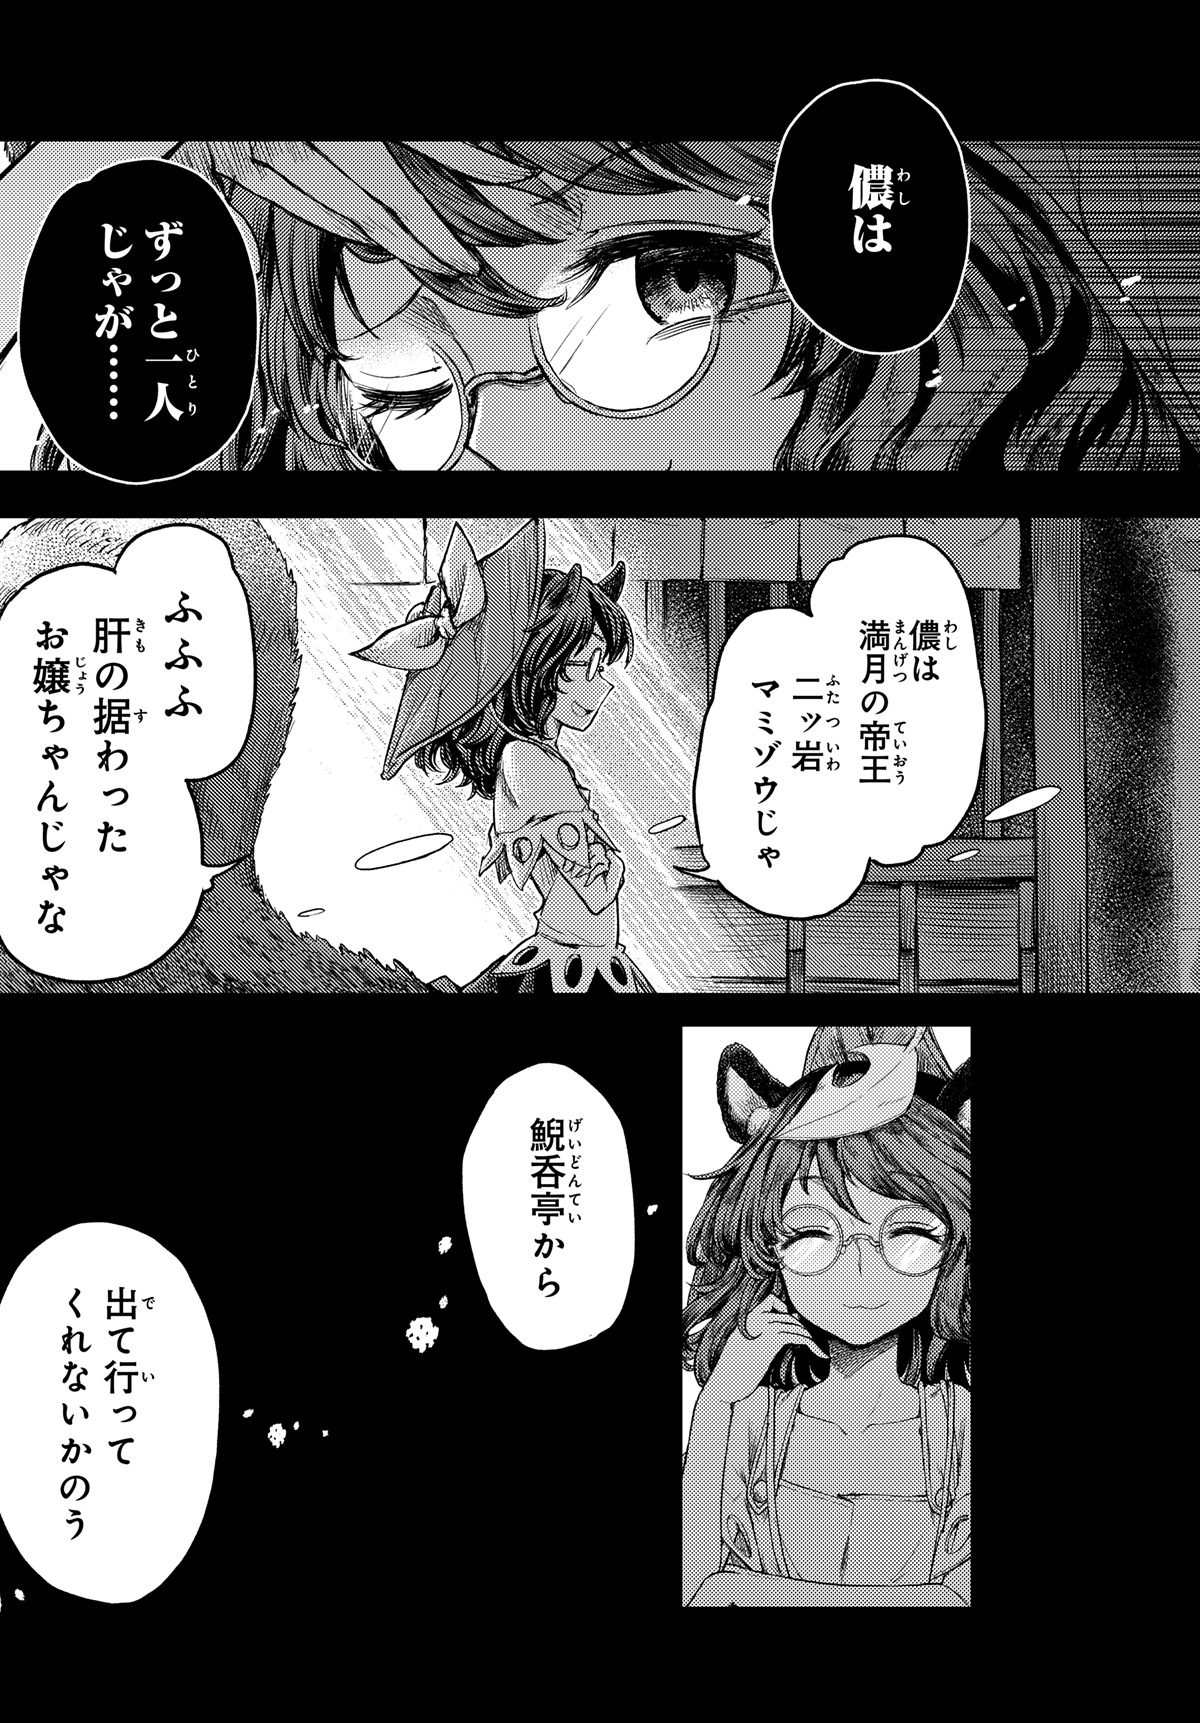 儂は
ずっと一人
じゃが……
儂は
満月の帝王
二ッ岩
マミゾウじゃ
ふふふ
肝の据わった
お嬢ちゃんじゃな
鯢呑亭から
出て行って
くれないかのう